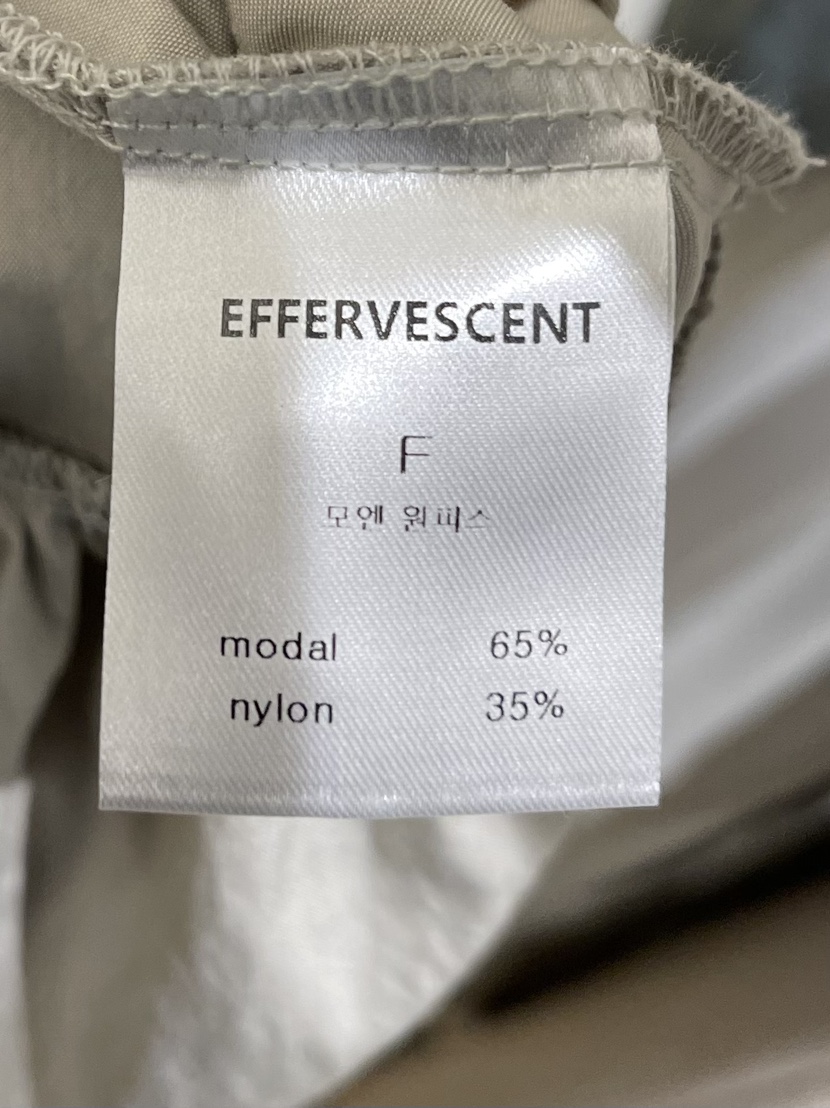 EFFERVESCENT
F
모엔 원피스
modal 65%
nylon 35%